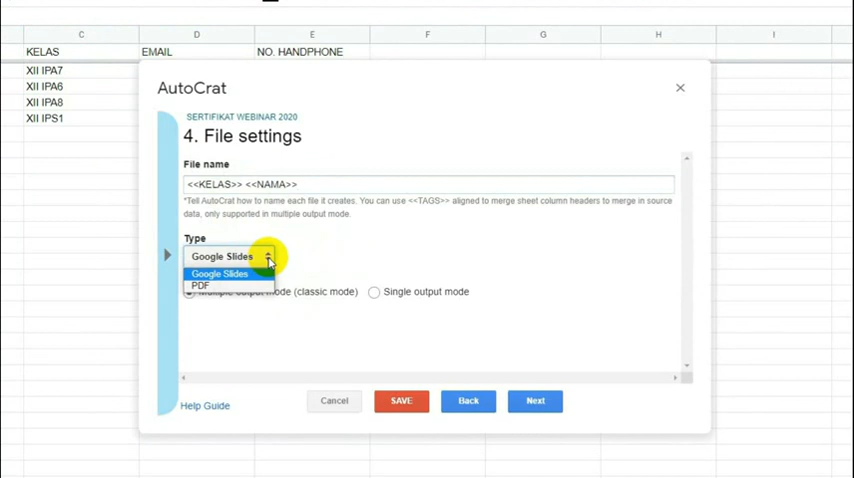 C D E F G H I
KELAS EMAIL NO. HANDPHONE
XII IPA7
XII IPA6
XII IPA8
XII IPS1
AutoCrat
SERTIFIKAT WEBINAR 2020
4. File settings
File name
<<KELAS>> <<NAMA>>
*Tell AutoCrat how to name each file it creates. You can use <<TAGS>> aligned to merge sheet column headers to merge in source
data, only supported in multiple output mode.
Type
Google Slides
Google Slides
PDF
Multiple output mode (classic mode) Single output mode
Help Guide Cancel SAVE Back Next